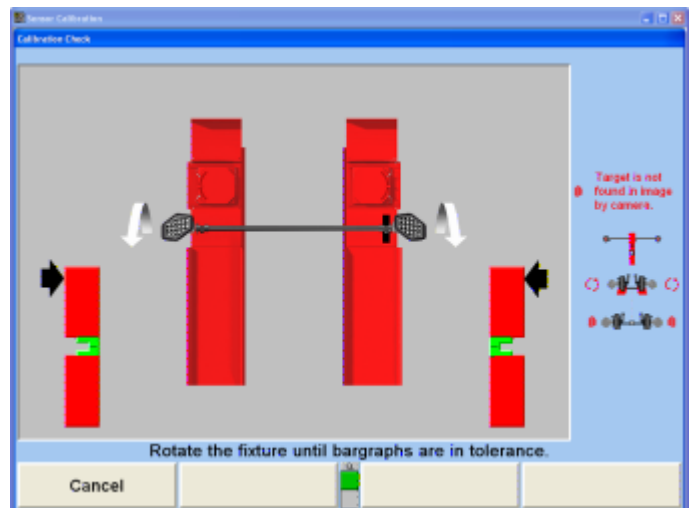 Sensor Calibration
Calibration Check
Target is not
found in image
by camera.
Rotate the fixture until bargraphs are in tolerance.
Cancel